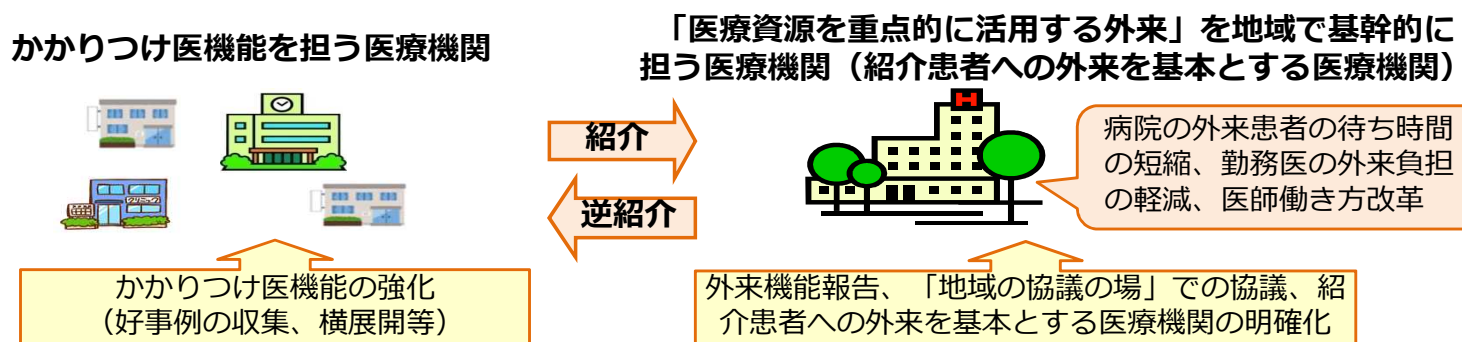 かかりつけ医機能を担う医療機関
「医療資源を重点的に活用する外来」を地域で基幹的に
担う医療機関（紹介患者への外来を基本とする医療機関）
紹介
逆紹介
H
病院の外来患者の待ち時間
の短縮、勤務医の外来負担
の軽減、医師働き方改革
かかりつけ医機能の強化
（好事例の収集、横展開等）
外来機能報告、「地域の協議の場」での協議、紹
介患者への外来を基本とする医療機関の明確化